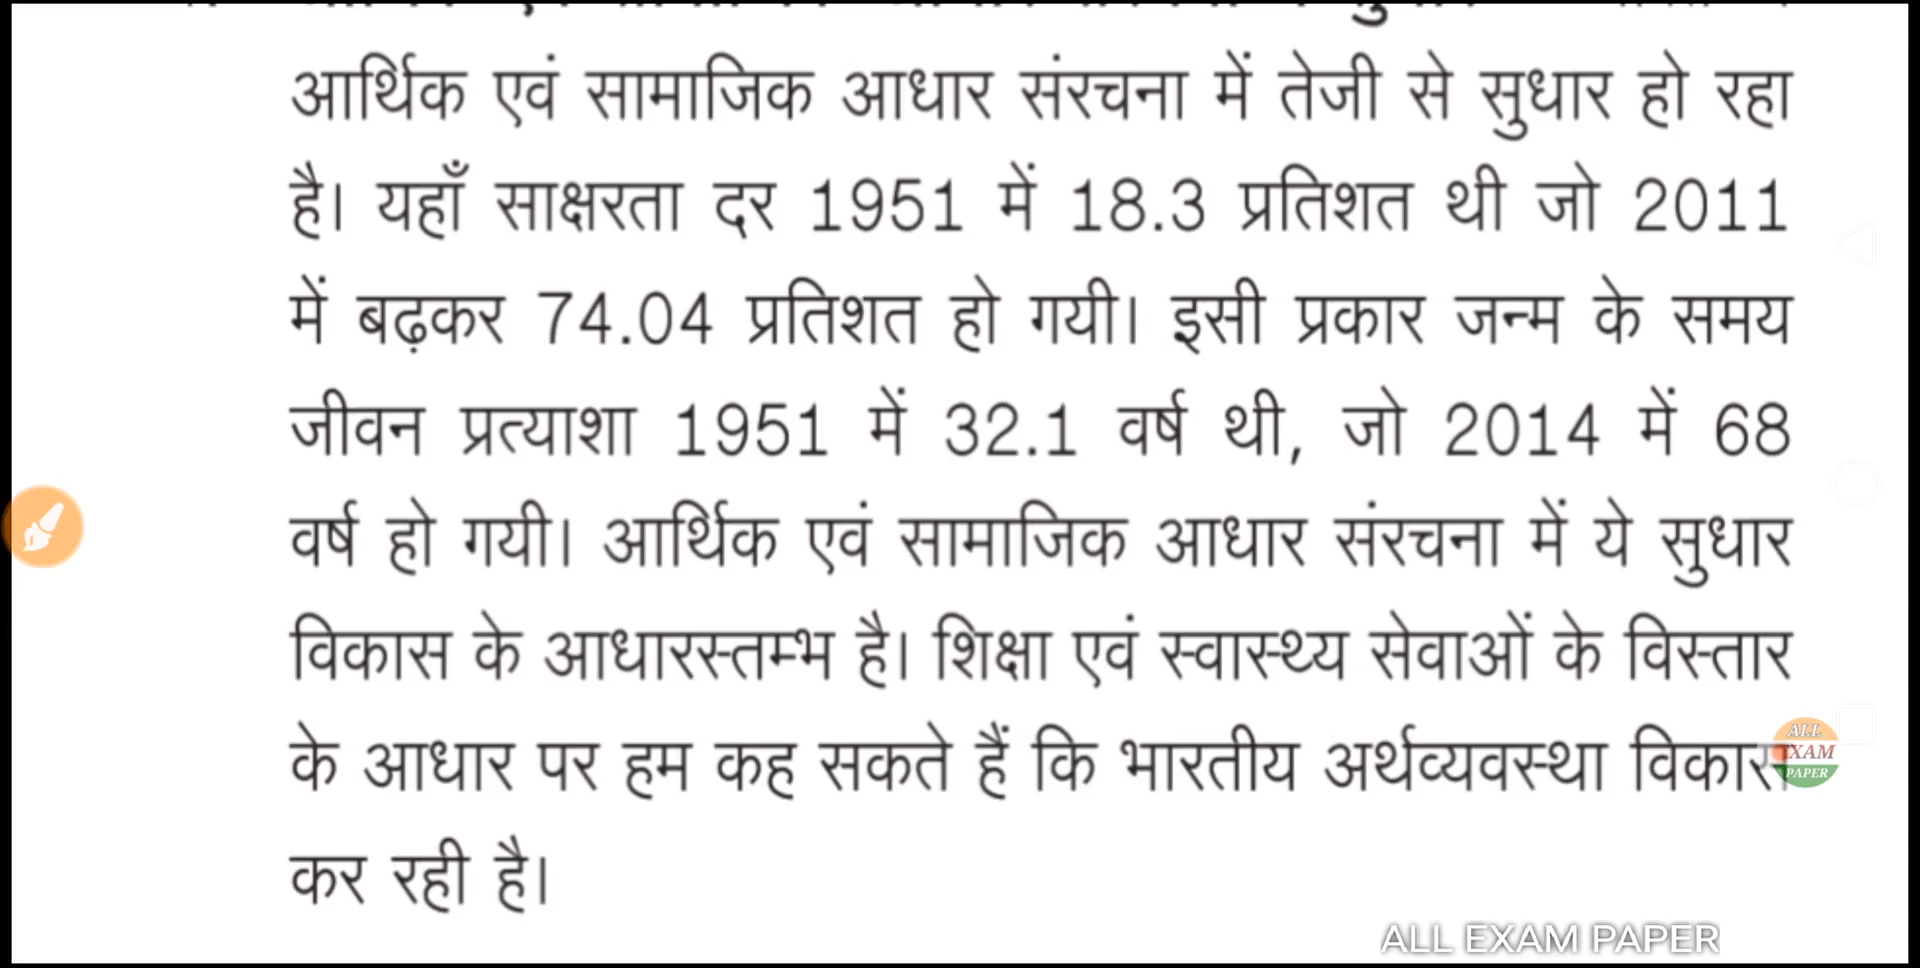 आर्थिक एवं सामाजिक आधार संरचना में तेजी से सुधार हो रहा
है। यहाँ साक्षरता दर 1951 में 18.3 प्रतिशत थी जो 2011
में बढ़कर 74.04 प्रतिशत हो गयी। इसी प्रकार जन्म के समय
जीवन प्रत्याशा 1951 में 32.1 वर्ष थी, जो 2014 में 68
वर्ष हो गयी। आर्थिक एवं सामाजिक आधार संरचना में ये सुधार
विकास के आधारस्तम्भ है। शिक्षा एवं स्वास्थ्य सेवाओं के विस्तार
के आधार पर हम कह सकते हैं कि भारतीय अर्थव्यवस्था विकास
ALL
EXAM
PAPER
कर रही है।
ALL EXAM PAPER